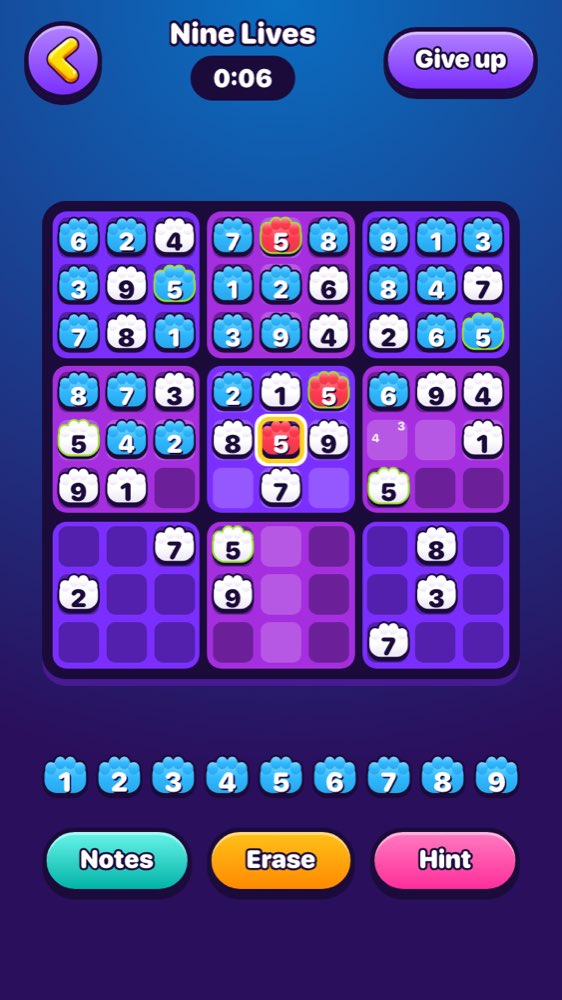 Nine Lives
0:06
Give up
6 2 4 7 5 8 9 1 3
3 9 5 1 2 6 8 4 7
7 8 1 3 9 4 2 6 5
8 7 3 2 1 5 6 9 4
5 4 2 8 5 9 4 3 1
9 1 7 5
7 5 8
2 9 3
7
1 2 3 4 5 6 7 8 9
Notes Erase Hint